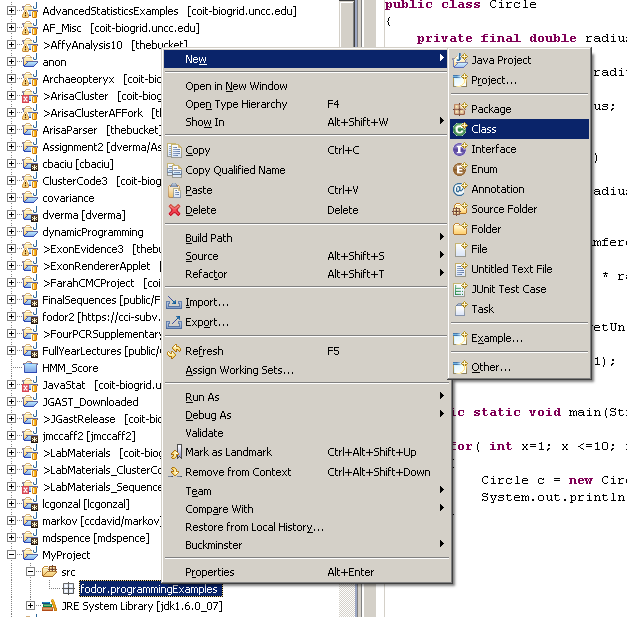 AdvancedStatisticsExamples [coit-biogrid.uncc.edu]
AF_Misc [coit-biogrid.uncc.edu]
>AffyAnalysis10 [thebucket]
anon
Archaeopteryx [coit-
>ArisaCluster [coit-biog
>ArisaClusterAFFork [th
ArisaParser [thebucket]
Assignment2 [dverma/As
cbaciu [cbaciu]
ClusterCode3 [coit-biog
covariance
dverma [dverma]
dynamicProgramming
>ExonEvidence3 [thebu
>ExonRendererApplet [
>FarahCMCProject [coi
FinalSequences [public/F
fodor2 [https://cci-subv.
>FourPCRSupplementary
FullYearLectures [public/
HMM_Score
JavaStat [coit-biogrid.u
JGAST_Downloaded
>JGastRelease [coit-bio
jmccaff2 [jmccaff2]
>LabMaterials [coit-biog
>LabMaterials_ClusterCo
>LabMaterials_Sequence
lcgonzal [lcgonzal]
markov [ccdavid/markov]
mdspence [mdspence]
MyProject
src
fodor.programmingExamples
JRE System Library [jdk1.6.0_07]
New
Open in New Window
Open Type Hierarchy F4
Show In Alt+Shift+W
Copy Ctrl+C
Copy Qualified Name
Paste Ctrl+V
Delete Delete
Build Path
Source Alt+Shift+S
Refactor Alt+Shift+T
Import...
Export...
Refresh F5
Assign Working Sets...
Run As
Debug As
Validate
Mark as Landmark Ctrl+Alt+Shift+Up
Remove from Context Ctrl+Alt+Shift+Down
Team
Compare With
Restore from Local History...
Buckminster
Properties Alt+Enter
Java Project
Project...
Package
Class
Interface
Enum
Annotation
Source Folder
Folder
File
Untitled Text File
JUnit Test Case
Task
Example...
Other...
public class Circle
{
private final double radius
radiu
us;
)
radius
mfere
* ra
etUn
1);
ic static void main(Str
for( int x=1; x <=10; x
Circle c = new Circ
System.out.println